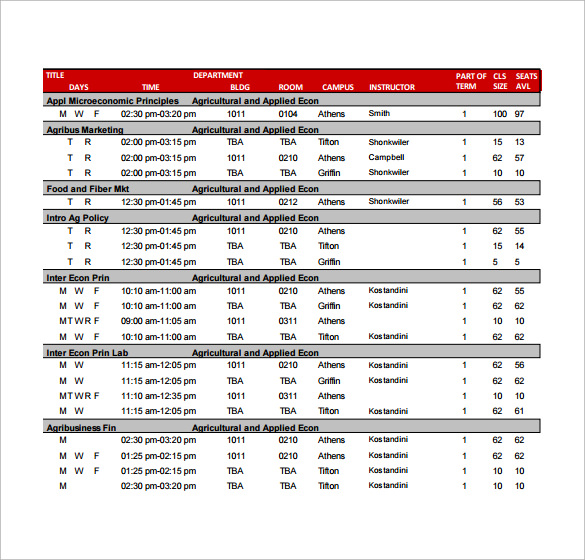 TITLE DEPARTMENT PART OF CLS SEATS
DAYS TIME BLDG ROOM CAMPUS INSTRUCTOR TERM SIZE AVL
Appl Microeconomic Principles Agricultural and Applied Econ
M W F 02:30 pm-03:20 pm 1011 0104 Athens Smith 1 100 97
Agribus Marketing Agricultural and Applied Econ
T R 02:00 pm-03:15 pm TBA TBA Tifton Shonkwiler 1 15 13
T R 02:00 pm-03:15 pm 1011 0210 Athens Campbell 1 62 57
T R 02:00 pm-03:15 pm TBA TBA Griffin Shonkwiler 1 10 10
Food and Fiber Mkt Agricultural and Applied Econ
T R 12:30 pm-01:45 pm 1011 0212 Athens Shonkwiler 1 56 53
Intro Ag Policy Agricultural and Applied Econ
T R 12:30 pm-01:45 pm 1011 0210 Athens 1 62 55
T R 12:30 pm-01:45 pm TBA TBA Tifton 1 15 14
T R 12:30 pm-01:45 pm TBA TBA Griffin 1 5 5
Inter Econ Prin Agricultural and Applied Econ
M W F 10:10 am-11:00 am 1011 0210 Athens Kostandini 1 62 55
M W F 10:10 am-11:00 am TBA TBA Griffin Kostandini 1 62 62
M T W R F 09:00 am-11:05 am 1011 0311 Athens 1 10 10
M W F 10:10 am-11:00 am TBA TBA Tifton Kostandini 1 62 62
Inter Econ Prin Lab Agricultural and Applied Econ
M W 11:15 am-12:05 pm 1011 0210 Athens Kostandini 1 62 56
M W 11:15 am-12:05 pm TBA TBA Griffin Kostandini 1 62 62
M T W R F 11:10 am-12:35 pm 1011 0311 Athens 1 10 10
M W 11:15 am-12:05 pm TBA TBA Tifton Kostandini 1 62 61
Agribusiness Fin Agricultural and Applied Econ
M 02:30 pm-03:20 pm 1011 0210 Athens Kostandini 1 62 62
M W F 01:25 pm-02:15 pm 1011 0210 Athens Kostandini 1 62 62
M W F 01:25 pm-02:15 pm TBA TBA Tifton Kostandini 1 10 10
M 02:30 pm-03:20 pm TBA TBA Tifton Kostandini 1 10 10